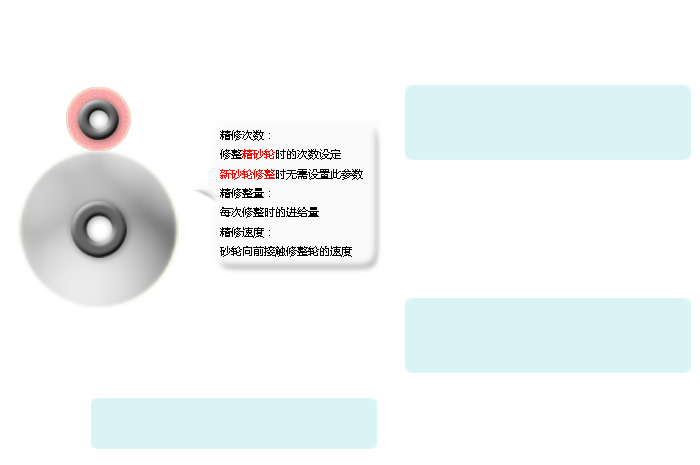 精修次数：
修整精砂轮时的次数设定
新砂轮修整时无需设置此参数
精修整量：
每次修整时的进给量
精修速度：
砂轮向前接触修整轮的速度